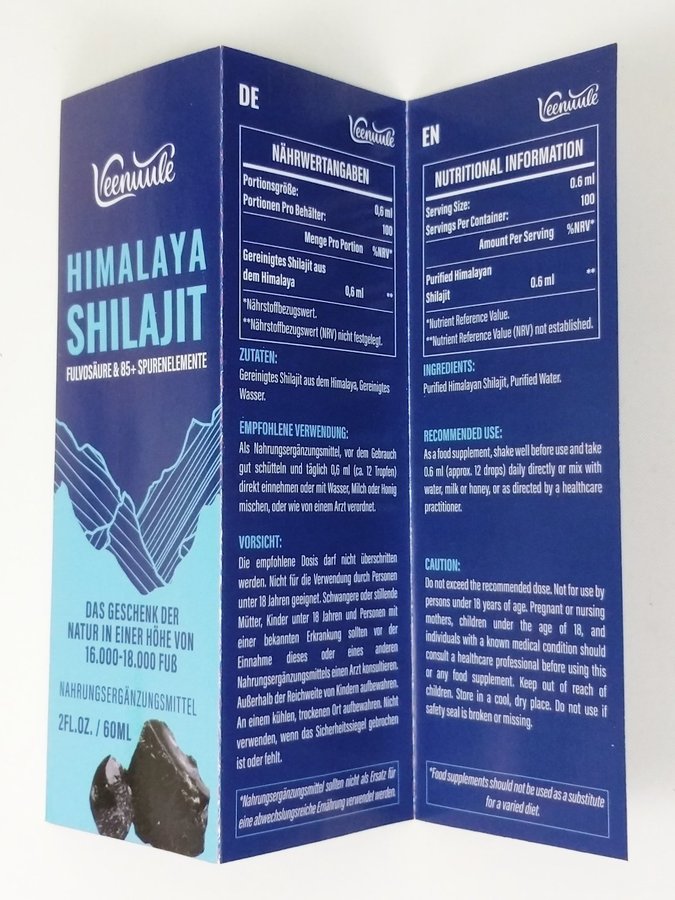 Veenuulé
HIMALAYA
SHILAJIT
FULVOSÄURE & 85+ SPURENELEMENTE
DAS GESCHENK DER
NATUR IN EINER HÖHE VON
16.000-18.000 FUß
NAHRUNGSERGÄNZUNGSMITTEL
2FL.OZ. / 60ML
DE
Veenuulé
NÄHRWERTANGABEN
Portionsgröße: 0,6 ml
Portionen Pro Behälter: 100
Menge Pro Portion %NRV*
Gereinigtes Shilajit aus
dem Himalaya 0,6 ml **
*Nährstoffbezugswert.
**Nährstoffbezugswert (NRV) nicht festgelegt.
ZUTATEN:
Gereinigtes Shilajit aus dem Himalaya, Gereinigtes
Wasser.
EMPFOHLENE VERWENDUNG:
Als Nahrungsergänzungsmittel, vor dem Gebrauch
gut schütteln und täglich 0,6 ml (ca. 12 Tropfen)
direkt einnehmen oder mit Wasser, Milch oder Honig
mischen, oder wie von einem Arzt verordnet.
VORSICHT:
Die empfohlene Dosis darf nicht überschritten
werden. Nicht für die Verwendung durch Personen
unter 18 Jahren geeignet. Schwangere oder stillende
Mütter, Kinder unter 18 Jahren und Personen mit
einer bekannten Erkrankung sollten vor der
Einnahme dieses oder eines anderen
Nahrungsergänzungsmittels einen Arzt konsultieren.
Außerhalb der Reichweite von Kindern aufbewahren.
An einem kühlen, trockenen Ort aufbewahren. Nicht
verwenden, wenn das Sicherheitssiegel gebrochen
ist oder fehlt.
*Nahrungsergänzungsmittel sollten nicht als Ersatz für
eine abwechslungsreiche Ernährung verwendet werden.
EN
Veenuulé
NUTRITIONAL INFORMATION
Serving Size: 0.6 ml
Servings Per Container: 100
Amount Per Serving %NRV*
Purified Himalayan
Shilajit 0.6 ml **
*Nutrient Reference Value.
**Nutrient Reference Value (NRV) not established.
INGREDIENTS:
Purified Himalayan Shilajit, Purified Water.
RECOMMENDED USE:
As a food supplement, shake well before use and take
0.6 ml (approx. 12 drops) daily directly or mix with
water, milk or honey, or as directed by a healthcare
practitioner.
CAUTION:
Do not exceed the recommended dose. Not for use by
persons under 18 years of age. Pregnant or nursing
mothers, children under the age of 18, and
individuals with a known medical condition should
consult a healthcare professional before using this
or any food supplement. Keep out of reach of
children. Store in a cool, dry place. Do not use if
safety seal is broken or missing.
*Food supplements should not be used as a substitute
for a varied diet.